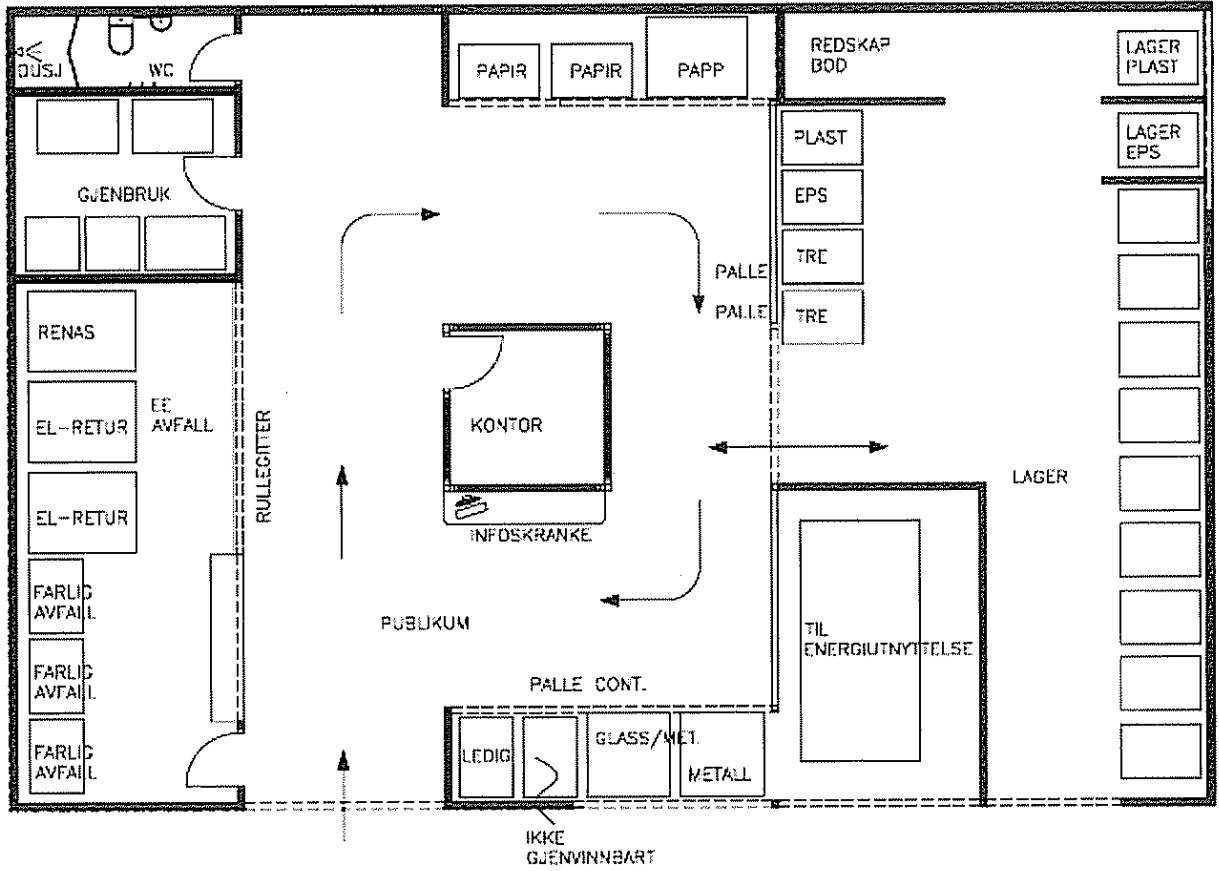 DUSJ
WC
PAPIR
PAPIR
PAPP
REDSKAP
BOD
LAGER
PLAST
PLAST
LAGER
EPS
GJENBRUK
EPS
TRE
PALLE
PALLE
TRE
RENAS
EE
AVFALL
EL-RETUR
RULLEGITTER
KONTOR
LAGER
EL-RETUR
INFOSKRANKE
FARLIG
AVFALL
PUBLIKUM
TIL
ENERGIUTNYTTELSE
FARLIG
AVFALL
PALLE CONT.
FARLIG
AVFALL
LEDIG
GLASS/MET.
METALL
IKKE
GJENVINNBART